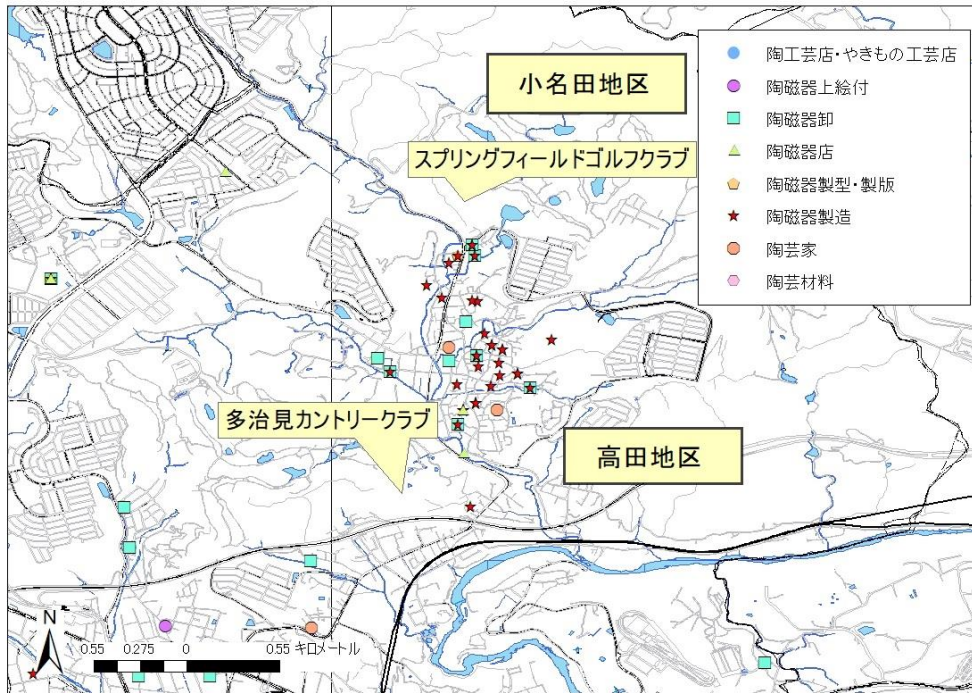 小名田地区
スプリングフィールドゴルフクラブ
陶工芸店・やきもの工芸店
陶磁器上絵付
陶磁器卸
陶磁器店
陶磁器製型・製版
陶磁器製造
陶芸家
陶芸材料
多治見カントリークラブ
高田地区
N
0.55 0.275 0 0.55 キロメートル